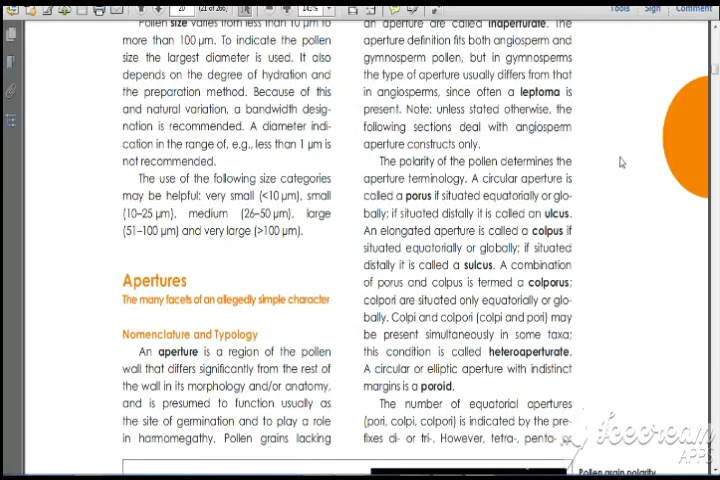 20 (21 of 266) 143% Tools Sign Comment
Pollen size varies from less than 10 µm to
more than 100 µm. To indicate the pollen
size the largest diameter is used. It also
depends on the degree of hydration and
the preparation method. Because of this
and natural variation, a bandwidth desig-
nation is recommended. A diameter indi-
cation in the range of, e.g., less than 1 µm is
not recommended.
The use of the following size categories
may be helpful: very small (<10 µm), small
(10–25 µm), medium (26–50 µm), large
(51–100 µm) and very large (>100 µm).
Apertures
The many facets of an allegedly simple character
Nomenclature and Typology
An aperture is a region of the pollen
wall that differs significantly from the rest of
the wall in its morphology and/or anatomy,
and is presumed to function usually as
the site of germination and to play a role
in harmomegathy. Pollen grains lacking
an aperture are called inaperturate. The
aperture definition fits both angiosperm and
gymnosperm pollen, but in gymnosperms
the type of aperture usually differs from that
in angiosperms, since often a leptoma is
present. Note: unless stated otherwise, the
following sections deal with angiosperm
aperture constructs only.
The polarity of the pollen determines the
aperture terminology. A circular aperture is
called a porus if situated equatorially or glo-
bally; if situated distally it is called an ulcus.
An elongated aperture is called a colpus if
situated equatorially or globally; if situated
distally it is called a sulcus. A combination
of porus and colpus is termed a colporus;
colpori are situated only equatorially or glo-
bally. Colpi and colpori (colpi and pori) may
be present simultaneously in some taxa;
this condition is called heteroaperturate.
A circular or elliptic aperture with indistinct
margins is a poroid.
The number of equatorial apertures
(pori, colpi, colpori) is indicated by the pre-
fixes di- or tri-. However, tetra-, penta- or
Pollen grain polarity
Icecream
APPS